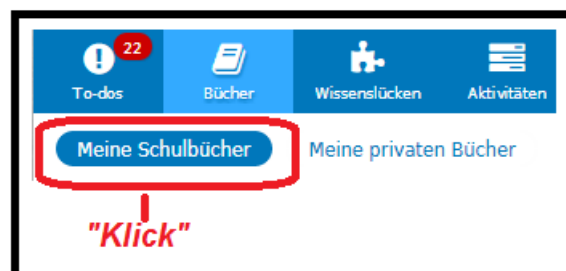 22
To-dos Bücher Wissenslücken Aktivitäten
Meine Schulbücher Meine privaten Bücher
"Klick"